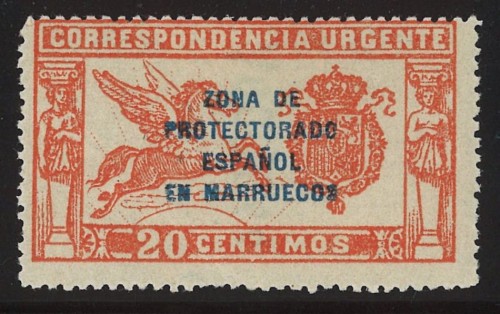 CORRESPONDENCIA URGENTE
ZONA DE
PROTECTORADO
ESPAÑOL
EN MARRUECOS
20 CENTIMOS